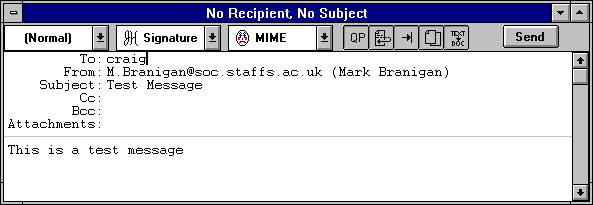 No Recipient, No Subject
(Normal) Signature MIME QP TEXT DOC Send
To: craig
From: M.Branigan@soc.staffs.ac.uk (Mark Branigan)
Subject: Test Message
Cc:
Bcc:
Attachments:
This is a test message